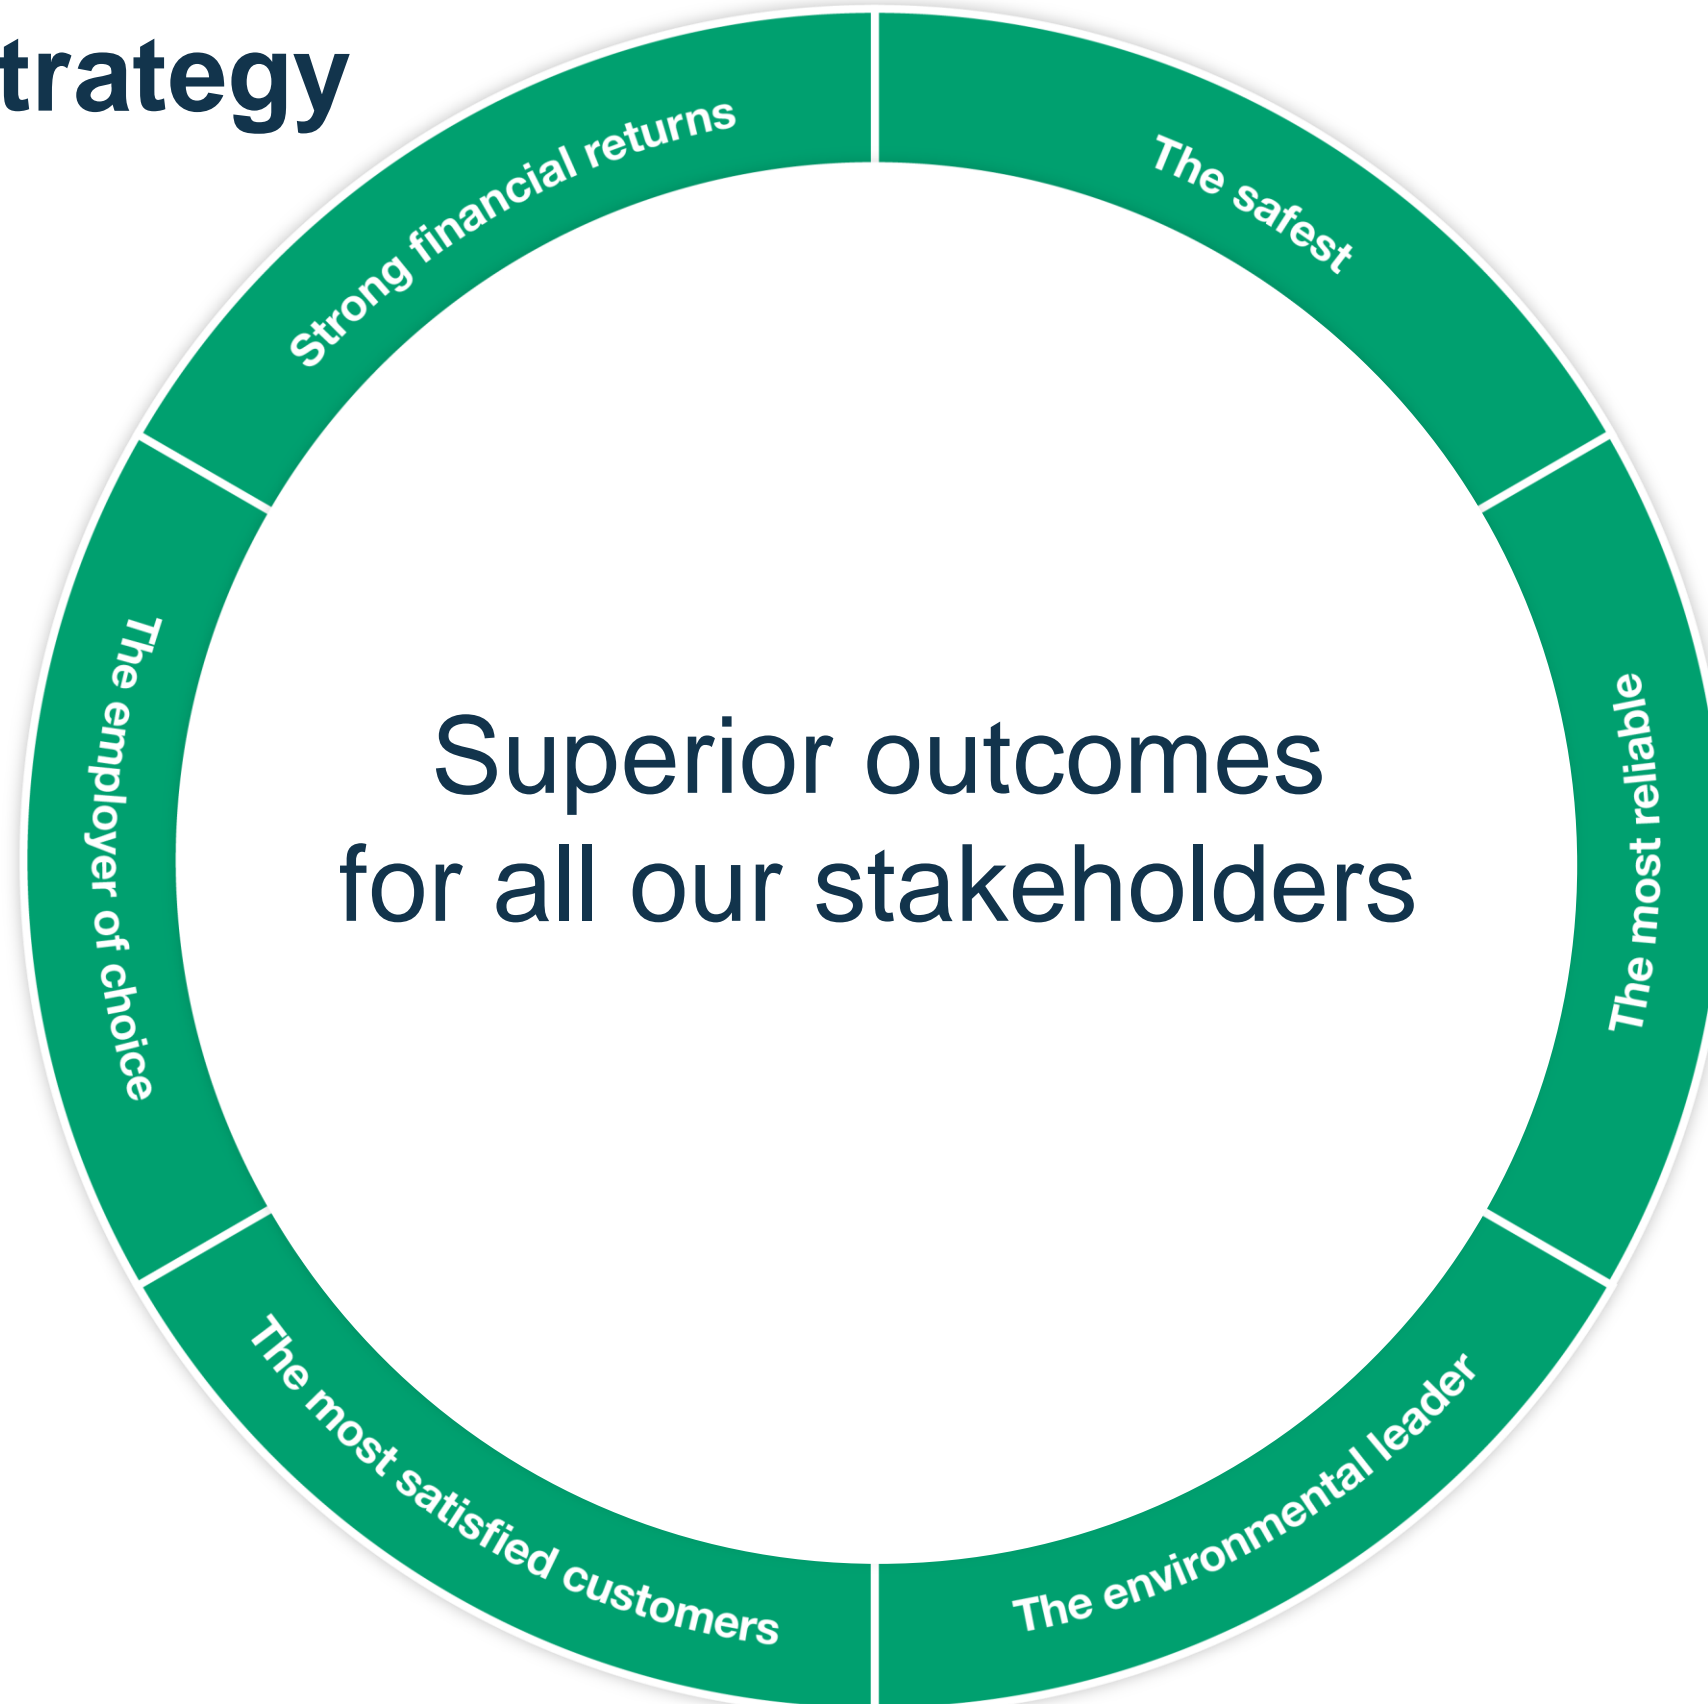 trategy
Strong financial returns
The safest
The most reliable
The environmental leader
The most satisfied customers
The employer of choice
Superior outcomes
for all our stakeholders